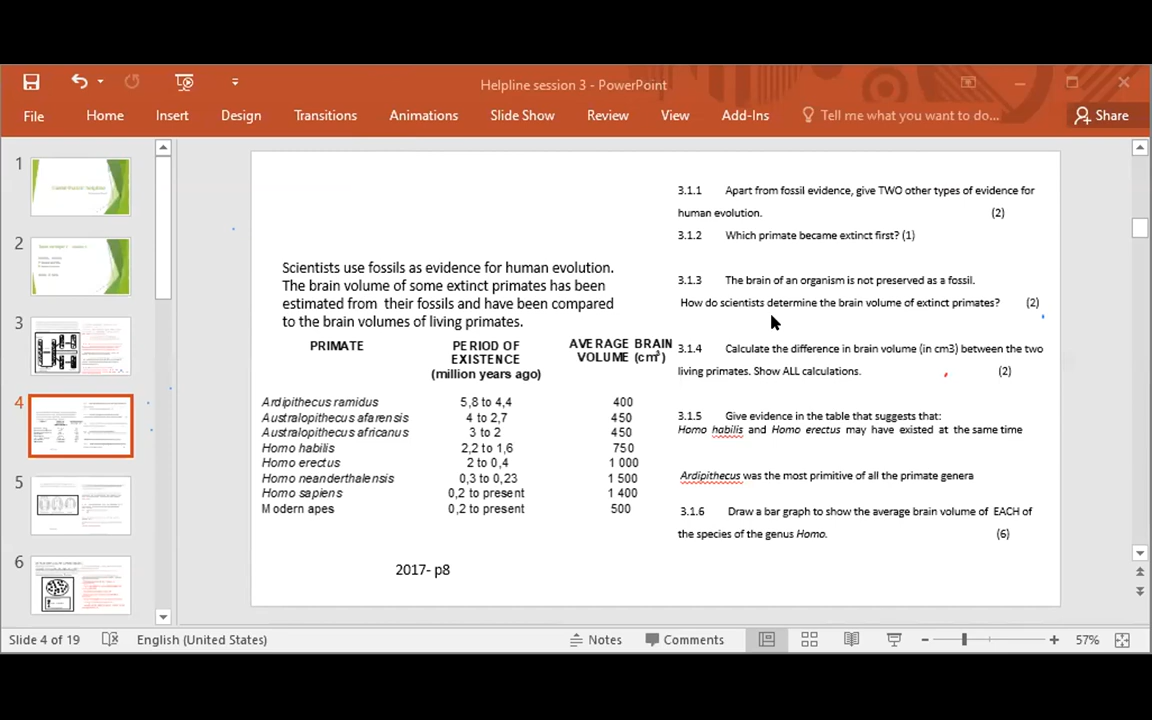 Helpline session 3 - PowerPoint
File Home Insert Design Transitions Animations Slide Show Review View Add-Ins Tell me what you want to do... Share
1
2
3
4
5
6
Scientists use fossils as evidence for human evolution.
The brain volume of some extinct primates has been
estimated from their fossils and have been compared
to the brain volumes of living primates.
PRIMATE PERIOD OF EXISTENCE (million years ago) AVERAGE BRAIN VOLUME (cm³)
Ardipithecus ramidus 5,8 to 4,4 400
Australopithecus afarensis 4 to 2,7 450
Australopithecus africanus 3 to 2 450
Homo habilis 2,2 to 1,6 750
Homo erectus 2 to 0,4 1 000
Homo neanderthalensis 0,3 to 0,23 1 500
Homo sapiens 0,2 to present 1 400
Modern apes 0,2 to present 500
2017- p8
3.1.1 Apart from fossil evidence, give TWO other types of evidence for
human evolution. (2)
3.1.2 Which primate became extinct first? (1)
3.1.3 The brain of an organism is not preserved as a fossil.
How do scientists determine the brain volume of extinct primates? (2)
3.1.4 Calculate the difference in brain volume (in cm3) between the two
living primates. Show ALL calculations. (2)
3.1.5 Give evidence in the table that suggests that:
Homo habilis and Homo erectus may have existed at the same time
Ardipithecus was the most primitive of all the primate genera
3.1.6 Draw a bar graph to show the average brain volume of EACH of
the species of the genus Homo. (6)
Slide 4 of 19 English (United States) Notes Comments 57%